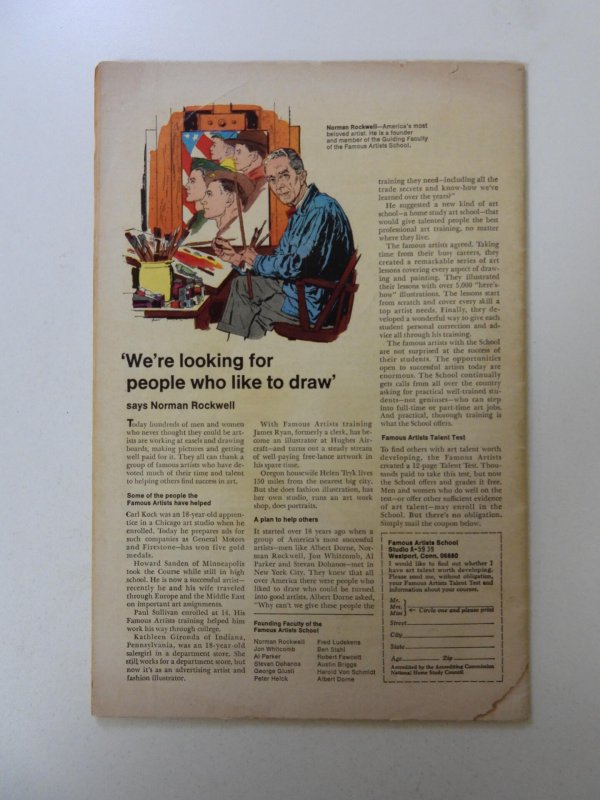 Norman Rockwell—America's most
beloved artist. He is a founder
and member of the Guiding Faculty
of the Famous Artists School.
'We're looking for
people who like to draw'
says Norman Rockwell
Today hundreds of men and women
who never thought they could be art-
ists are working at easels and drawing
boards, making pictures and getting
well paid for it. They all can thank a
group of famous artists who have de-
voted much of their time and talent
to helping others find success in art.
Some of the people the
Famous Artists have helped
Carl Kock was an 18-year-old appren-
tice in a Chicago art studio when he
enrolled. Today he prepares ads for
such companies as General Motors
and Firestone—has won five gold
medals.
Howard Sanden of Minneapolis
took the Course while still in high
school. He is now a successful artist—
recently he and his wife traveled
through Europe and the Middle East
on important art assignments.
Paul Sullivan enrolled at 14. His
Famous Artists training helped him
work his way through college.
Kathleen Gironda of Indiana,
Pennsylvania, was an 18-year-old
salesgirl in a department store. She
still works for a department store, but
now it's as an advertising artist and
fashion illustrator.
With Famous Artists training
James Ryan, formerly a clerk, has be-
come an illustrator at Hughes Air-
craft—and turns out a steady stream
of well-paying free-lance artwork in
his spare time.
Oregon housewife Helen Tryk lives
150 miles from the nearest big city.
But she does fashion illustration, has
her own studio, runs an art work
shop, does portraits.
A plan to help others
It started over 18 years ago when a
group of America's most successful
artists—men like Albert Dorne, Nor-
man Rockwell, Jon Whitcomb, Al
Parker and Stevan Dohanos—met in
New York City. They knew that all
over America there were people who
liked to draw who could be turned
into good artists. Albert Dorne asked,
"Why can't we give these people the
Founding Faculty of the
Famous Artists School
Norman Rockwell
Jon Whitcomb
Al Parker
Stevan Dohanos
George Giusti
Peter Helck
Fred Ludekens
Ben Stahl
Robert Fawcett
Austin Briggs
Harold Von Schmidt
Albert Dorne
training they need—including all the
trade secrets and know-how we've
learned over the years?"
He suggested a new kind of art
school—a home study art school—that
would give talented people the best
professional art training, no matter
where they live.
The famous artists agreed. Taking
time from their busy careers, they
created a remarkable series of art
lessons covering every aspect of draw-
ing and painting. They illustrated
their lessons with over 5,000 "here's-
how" illustrations. The lessons start
from scratch and cover every skill a
top artist needs. Finally, they de-
veloped a wonderful way to give each
student personal correction and ad-
vice all through his training.
The famous artists with the School
are not surprised at the success of
their students. The opportunities
open to successful artists today are
enormous. The School continually
gets calls from all over the country
asking for practical well-trained stu-
dents—not geniuses—who can step
into full-time or part-time art jobs.
And practical, thorough training is
what the School offers.
Famous Artists Talent Test
To find others with art talent worth
developing, the Famous Artists
created a 12-page Talent Test. Thou-
sands paid to take this test, but now
the School offers and grades it free.
Men and women who do well on the
test—or offer other sufficient evidence
of art talent—may enroll in the
School. But there's no obligation.
Simply mail the coupon below.
Famous Artists School
Studio A-3939
Westport, Conn. 06880
I would like to find out whether I
have art talent worth developing.
Please send me, without obligation,
your Famous Artists Talent Test and
information about your courses.
Mr.
Mrs. ← Circle one and please print
Miss
Street
City
State
Age Zip
Accredited by the Accrediting Commission
National Home Study Council.